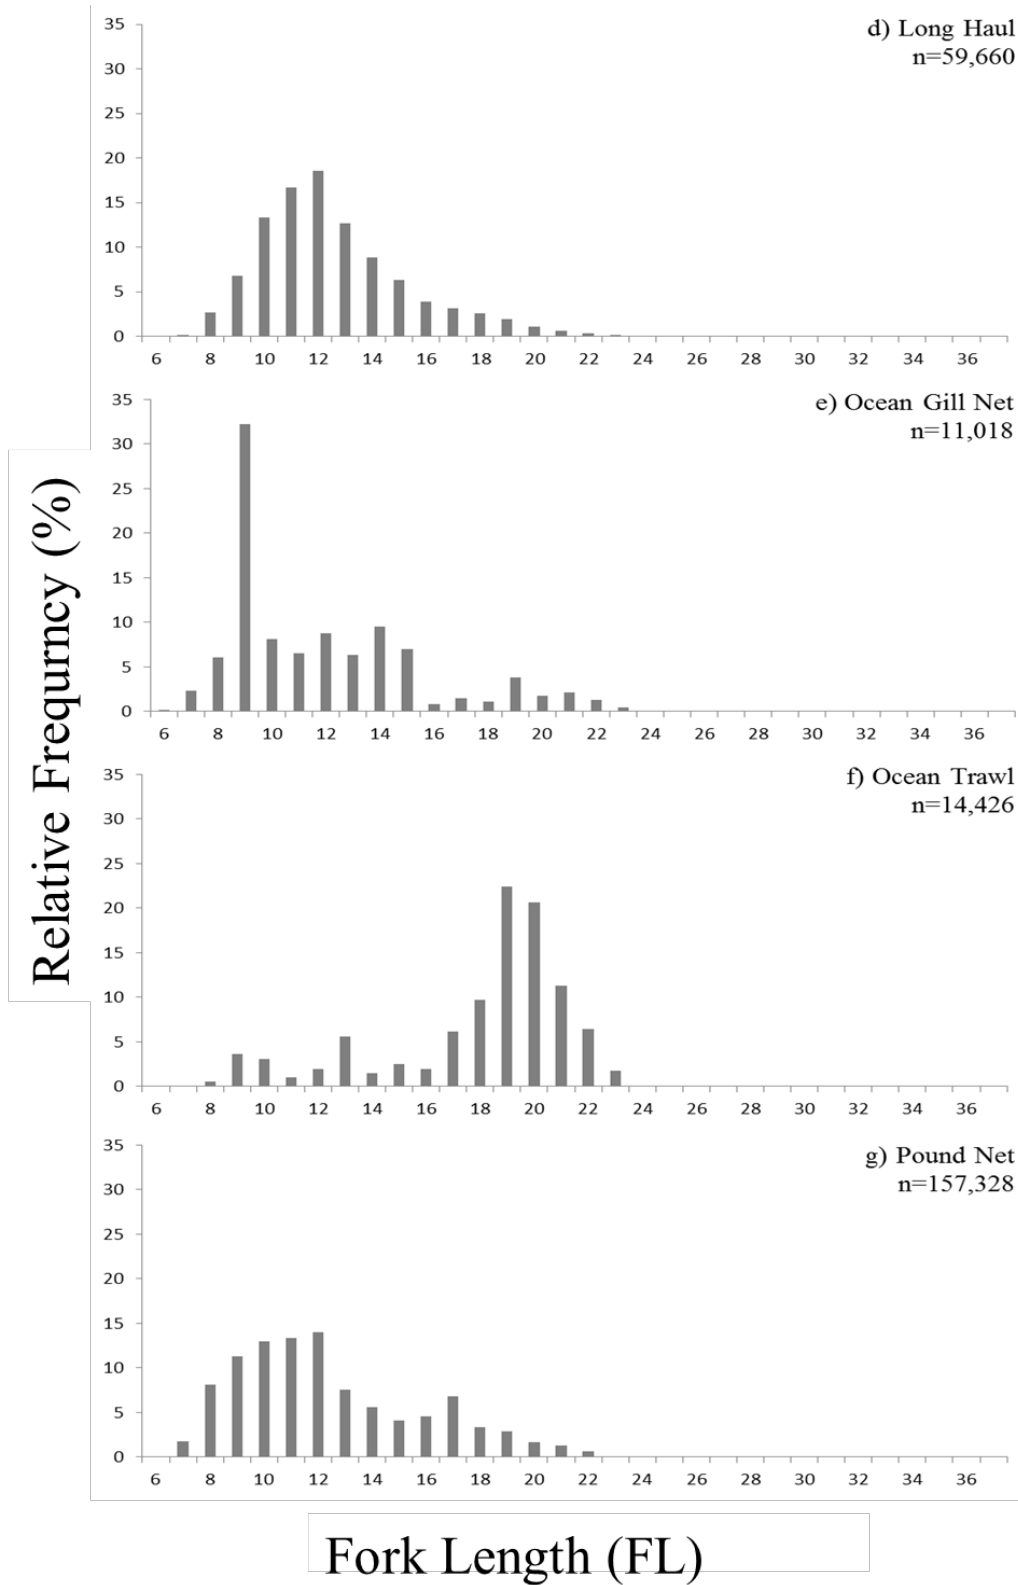 Relative Frequrncy (%)
d) Long Haul
n=59,660
35
30
25
20
15
10
5
0
6 8 10 12 14 16 18 20 22 24 26 28 30 32 34 36
e) Ocean Gill Net
n=11,018
35
30
25
20
15
10
5
0
6 8 10 12 14 16 18 20 22 24 26 28 30 32 34 36
f) Ocean Trawl
n=14,426
35
30
25
20
15
10
5
0
6 8 10 12 14 16 18 20 22 24 26 28 30 32 34 36
g) Pound Net
n=157,328
35
30
25
20
15
10
5
0
6 8 10 12 14 16 18 20 22 24 26 28 30 32 34 36
Fork Length (FL)